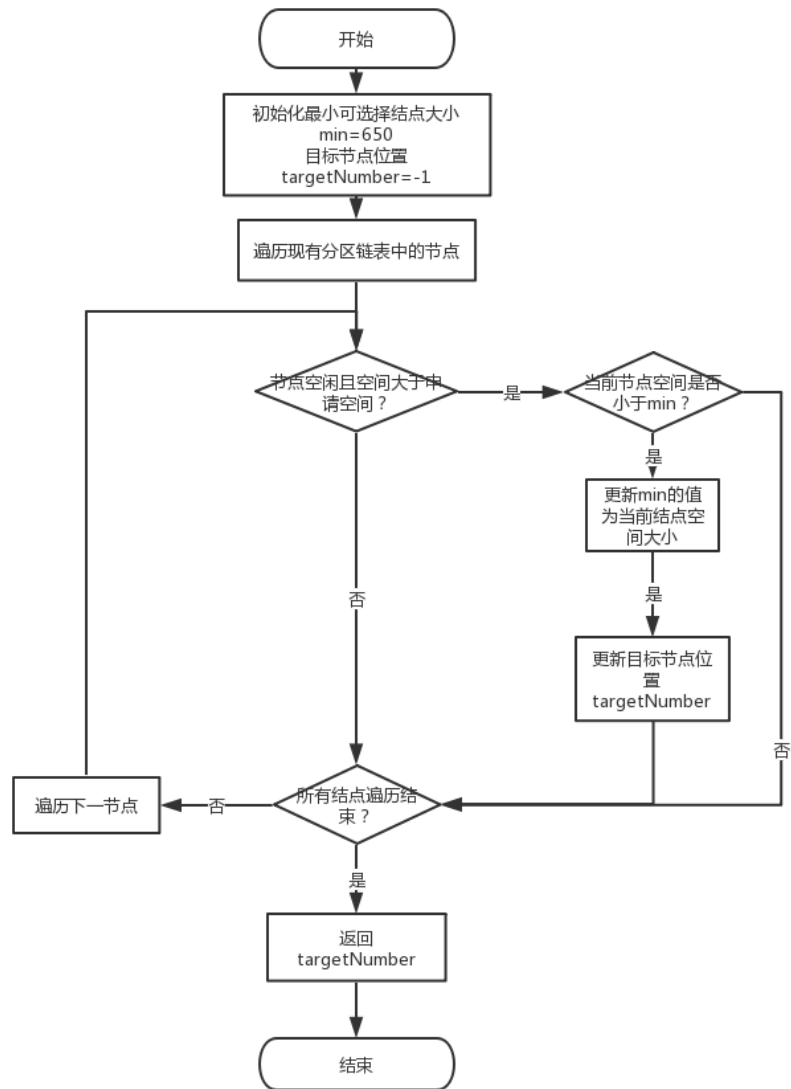 开始
初始化最小可选择结点大小
min=650
目标节点位置
targetNumber=-1
遍历现有分区链表中的节点
节点空闲且空间大于申
请空间？
是
当前节点空间是否
小于min？
是
更新min的值
为当前结点空
间大小
是
否
更新目标节点位
置
targetNumber
否
所有结点遍历结
束？
否
遍历下一节点
是
返回
targetNumber
结束